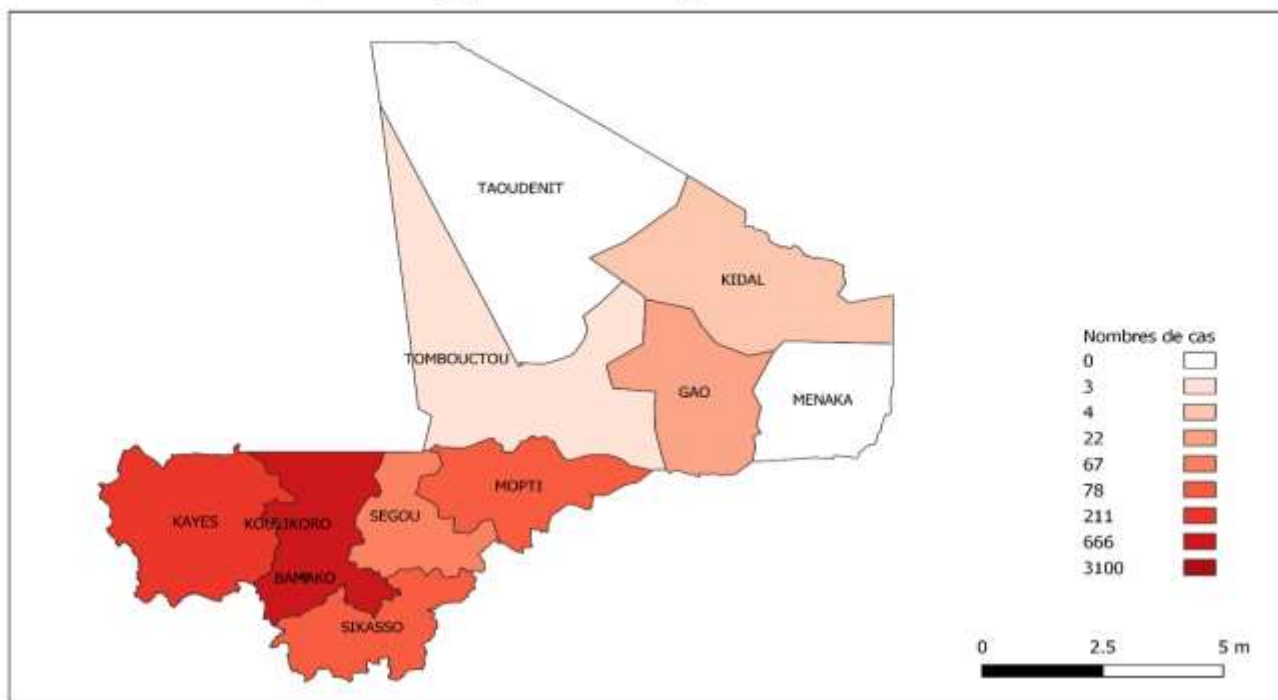 TAOUDENIT
KIDAL
TOMBOUCTOU
GAO
MENAKA
MOPTI
KAYES
KOULIKORO
SEGOU
BAMAKO
SIKASSO
Nombres de cas
0
3
4
22
67
78
211
666
3100
0 2.5 5 m